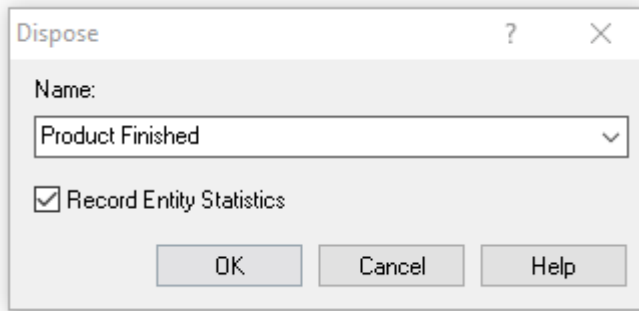 Dispose
Name:
Product Finished
Record Entity Statistics
OK Cancel Help